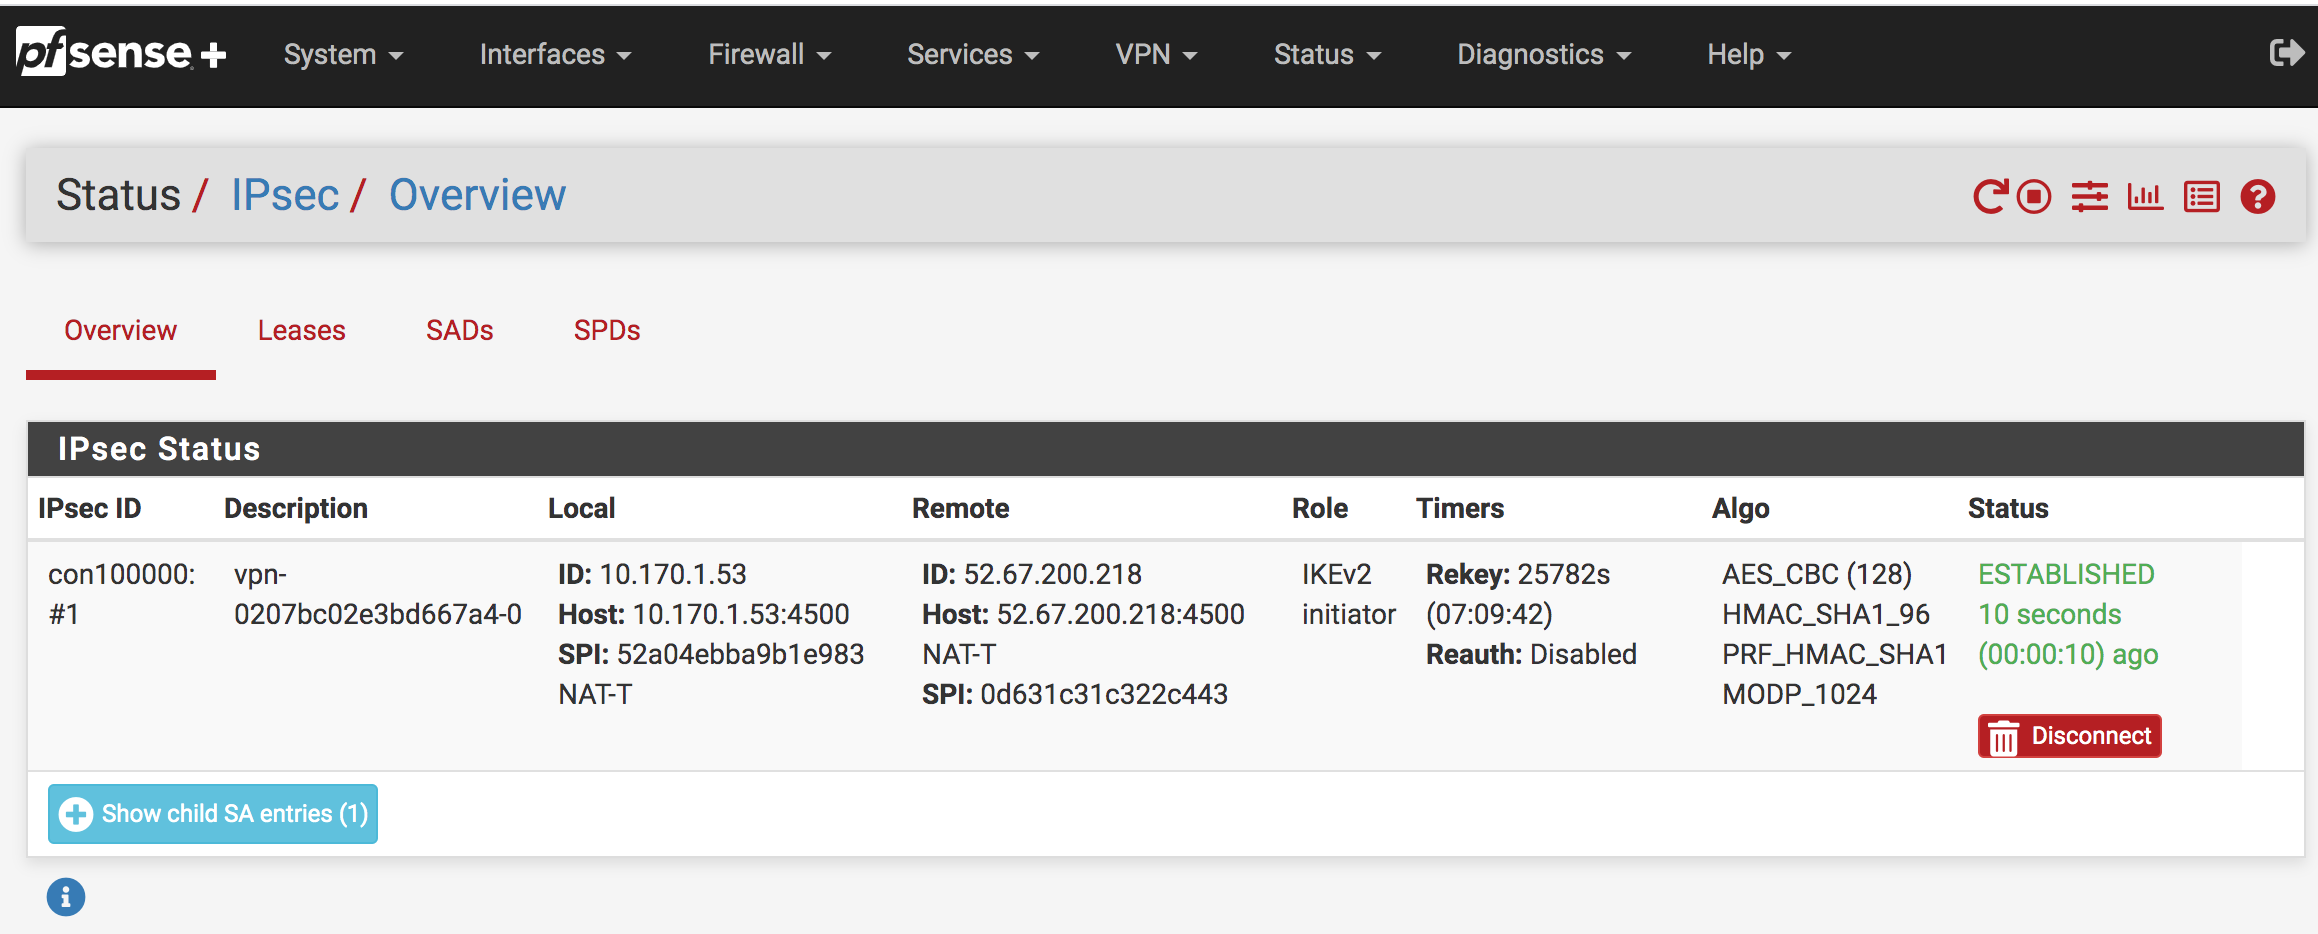 pfsense+ System Interfaces Firewall Services VPN Status Diagnostics Help
Status / IPsec / Overview
Overview Leases SADs SPDs
IPsec Status
IPsec ID Description Local Remote Role Timers Algo Status
con100000:
#1
vpn-
0207bc02e3bd667a4-0
ID: 10.170.1.53
Host: 10.170.1.53:4500
SPI: 52a04ebba9b1e983
NAT-T
ID: 52.67.200.218
Host: 52.67.200.218:4500
NAT-T
SPI: 0d631c31c322c443
IKEv2
initiator
Rekey: 25782s
(07:09:42)
Reauth: Disabled
AES_CBC (128)
HMAC_SHA1_96
PRF_HMAC_SHA1
MODP_1024
ESTABLISHED
10 seconds
(00:00:10) ago
Disconnect
Show child SA entries (1)